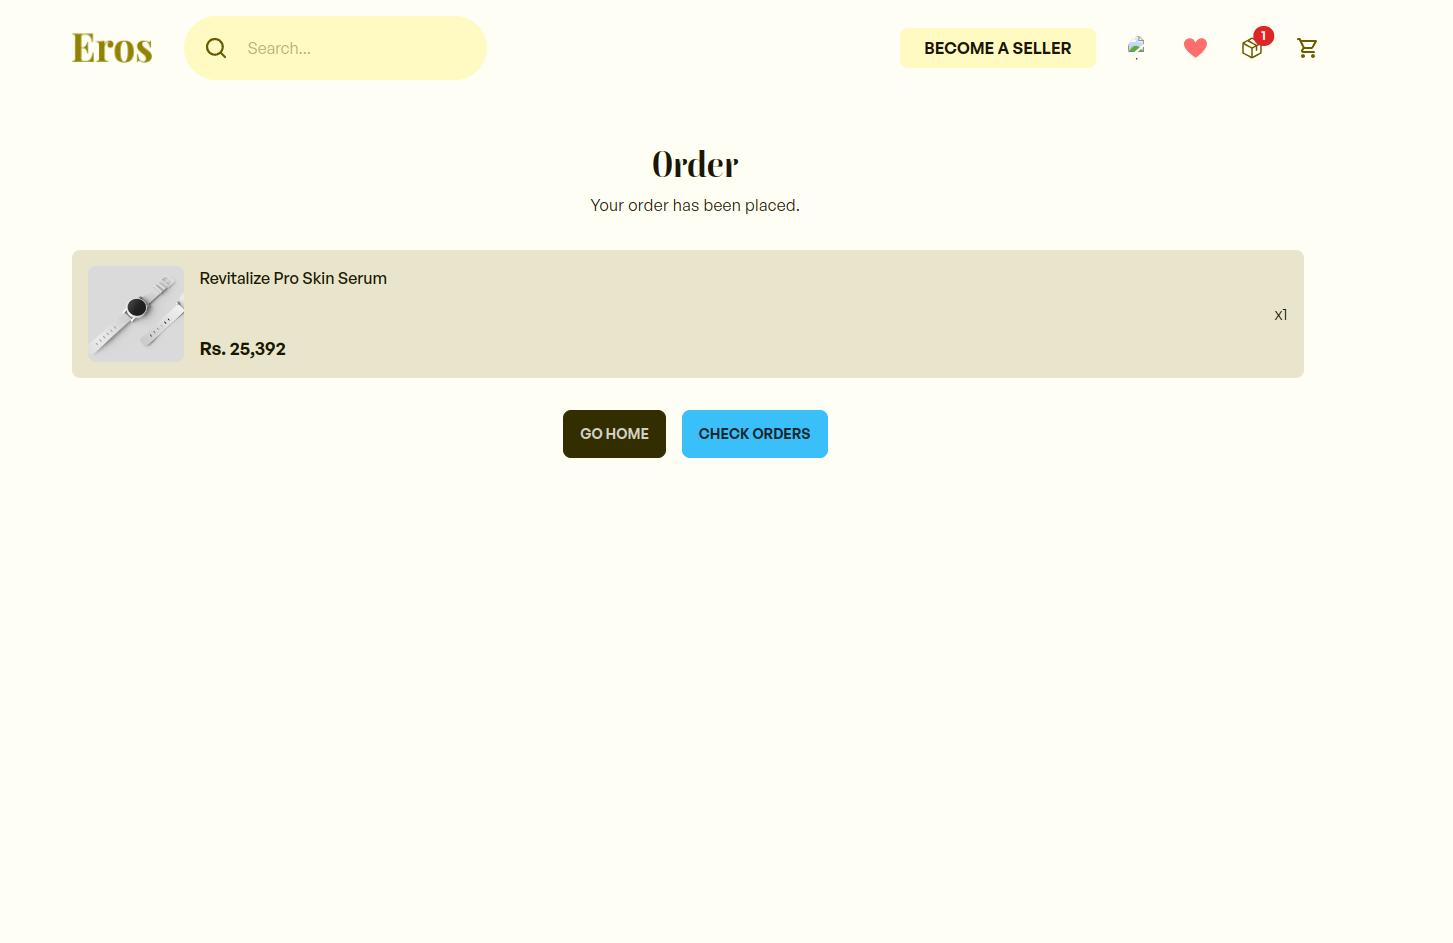 Eros
Search...
BECOME A SELLER
1
Order
Your order has been placed.
Revitalize Pro Skin Serum
x1
Rs. 25,392
GO HOME
CHECK ORDERS